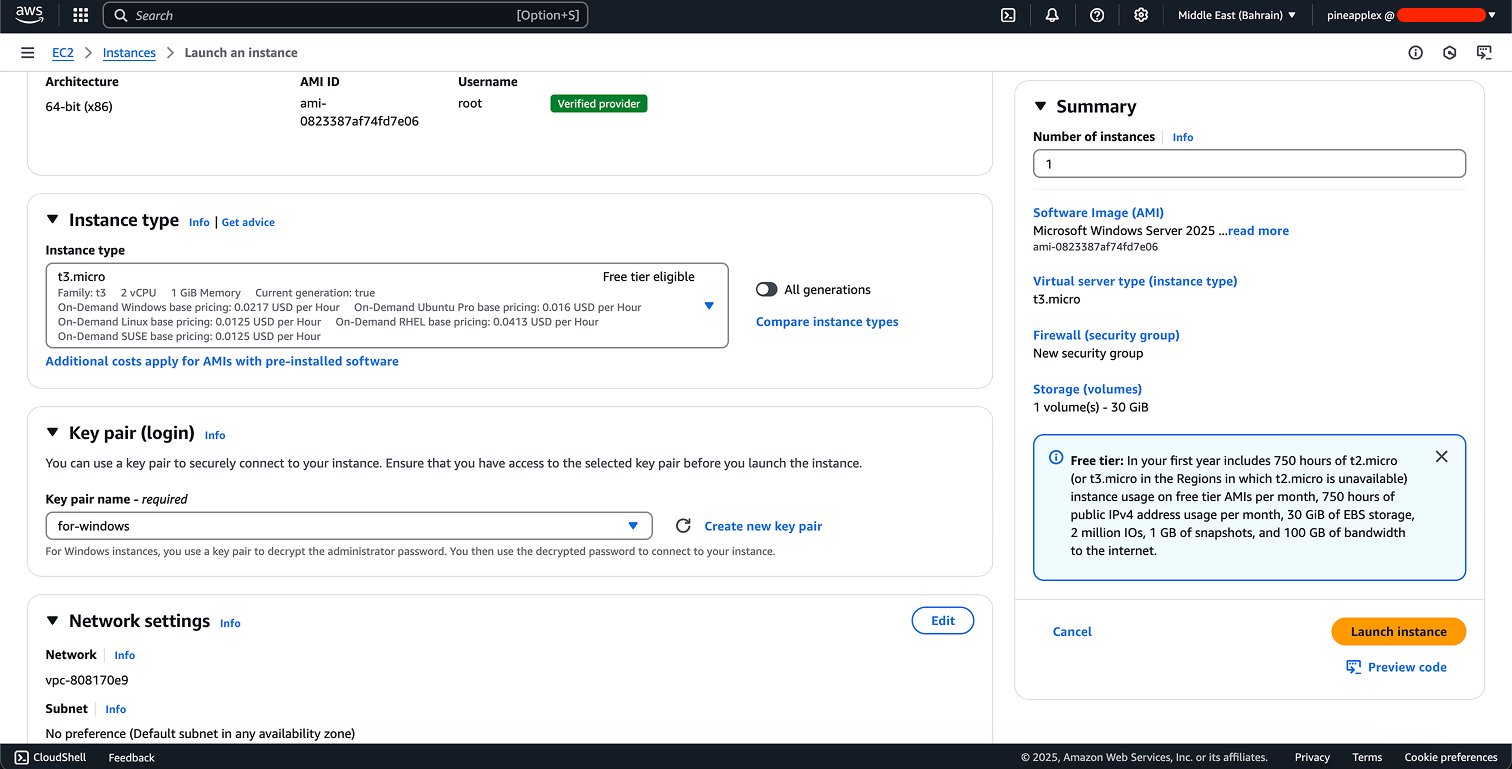 aws
Search [Option+S]
Middle East (Bahrain) ▼
pineapplex @
EC2 > Instances > Launch an instance
Architecture
64-bit (x86)
AMI ID
ami-
0823387af74fd7e06
Username
root
Verified provider
Instance type Info | Get advice
Instance type
t3.micro Free tier eligible
Family: t3 2 vCPU 1 GiB Memory Current generation: true
On-Demand Windows base pricing: 0.0217 USD per Hour On-Demand Ubuntu Pro base pricing: 0.016 USD per Hour
On-Demand Linux base pricing: 0.0125 USD per Hour On-Demand RHEL base pricing: 0.0413 USD per Hour
On-Demand SUSE base pricing: 0.0125 USD per Hour
All generations
Compare instance types
Additional costs apply for AMIs with pre-installed software
Key pair (login) Info
You can use a key pair to securely connect to your instance. Ensure that you have access to the selected key pair before you launch the instance.
Key pair name - required
for-windows
Create new key pair
For Windows instances, you use a key pair to decrypt the administrator password. You then use the decrypted password to connect to your instance.
Network settings Info
Edit
Network Info
vpc-808170e9
Subnet Info
No preference (Default subnet in any availability zone)
Summary
Number of instances Info
1
Software Image (AMI)
Microsoft Windows Server 2025 ...read more
ami-0823387af74fd7e06
Virtual server type (instance type)
t3.micro
Firewall (security group)
New security group
Storage (volumes)
1 volume(s) - 30 GiB
Free tier: In your first year includes 750 hours of t2.micro
(or t3.micro in the Regions in which t2.micro is unavailable)
instance usage on free tier AMIs per month, 750 hours of
public IPv4 address usage per month, 30 GiB of EBS storage,
2 million IOs, 1 GB of snapshots, and 100 GB of bandwidth
to the internet.
Cancel
Launch instance
Preview code
CloudShell Feedback
© 2025, Amazon Web Services, Inc. or its affiliates. Privacy Terms Cookie preferences